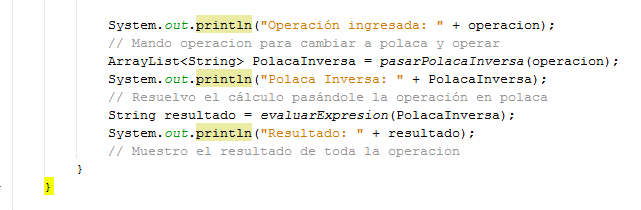 System.out.println("Operación ingresada: " + operacion);
// Mando operacion para cambiar a polaca y operar
ArrayList<String> PolacaInversa = pasarPolacaInversa(operacion);
System.out.println("Polaca Inversa: " + PolacaInversa);
// Resuelvo el cálculo pasándole la operación en polaca
String resultado = evaluarExpresion(PolacaInversa);
System.out.println("Resultado: " + resultado);
// Muestro el resultado de toda la operacion
}
}